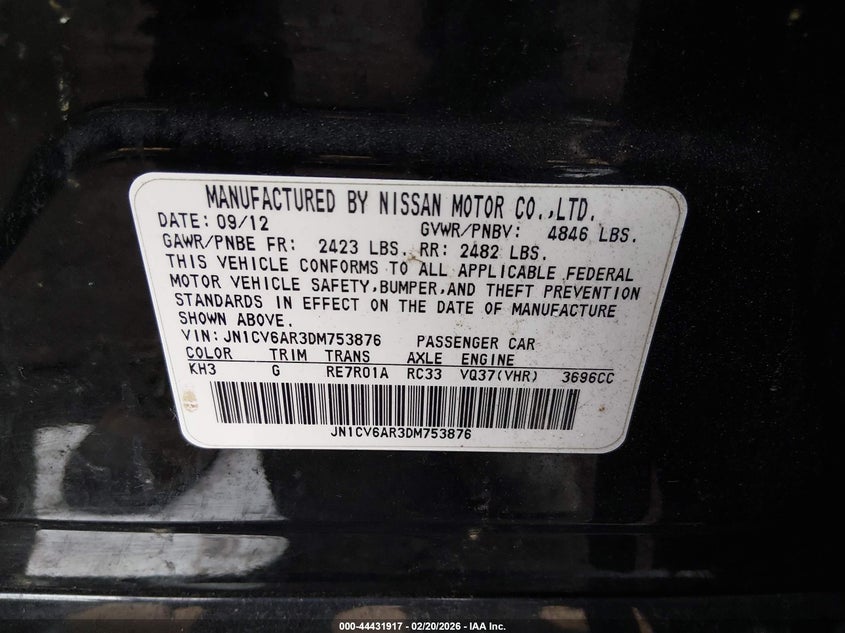 MANUFACTURED BY NISSAN MOTOR CO.,LTD.
DATE: 09/12 GVWR/PNBV: 4846 LBS.
GAWR/PNBE FR: 2423 LBS. RR: 2482 LBS.
THIS VEHICLE CONFORMS TO ALL APPLICABLE FEDERAL
MOTOR VEHICLE SAFETY,BUMPER,AND THEFT PREVENTION
STANDARDS IN EFFECT ON THE DATE OF MANUFACTURE
SHOWN ABOVE.
VIN: JN1CV6AR3DM753876 PASSENGER CAR
COLOR TRIM TRANS AXLE ENGINE
KH3 G RE7R01A RC33 VQ37(VHR) 3696CC
JN1CV6AR3DM753876
000-44431917 - 02/20/2026 - IAA Inc.